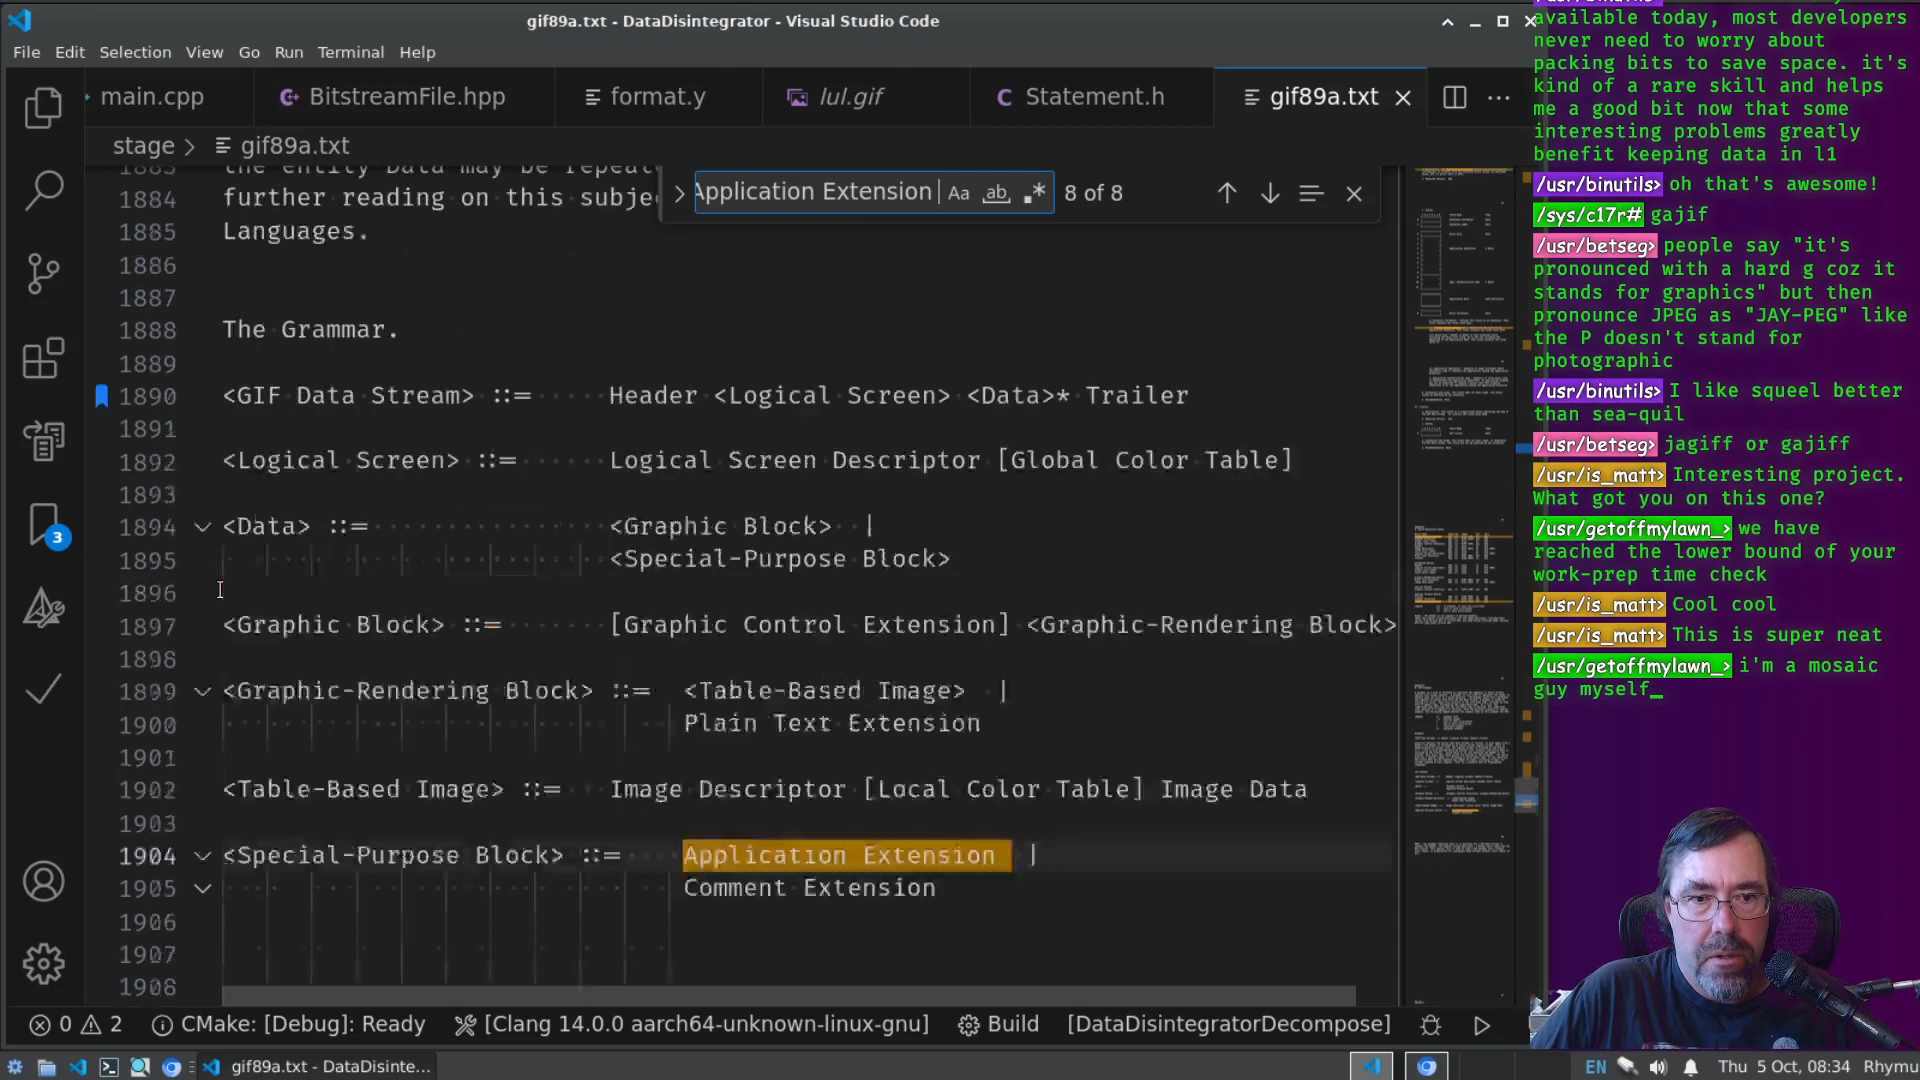 gif89a.txt - DataDisintegrator - Visual Studio Code
File Edit Selection View Go Run Terminal Help
main.cpp BitstreamFile.hpp format.y lul.gif Statement.h gif89a.txt
stage > gif89a.txt
Application Extension Aa ab 8 of 8
1884 further reading on this subje
1885 Languages.
1886
1887
1888 The Grammar.
1889
1890 <GIF Data Stream> ::= Header <Logical Screen> <Data>* Trailer
1891
1892 <Logical Screen> ::= Logical Screen Descriptor [Global Color Table]
1893
1894 <Data> ::= <Graphic Block> |
1895 <Special-Purpose Block>
1896
1897 <Graphic Block> ::= [Graphic Control Extension] <Graphic-Rendering Block>
1898
1899 <Graphic-Rendering Block> ::= <Table-Based Image> |
1900 Plain Text Extension
1901
1902 <Table-Based Image> ::= Image Descriptor [Local Color Table] Image Data
1903
1904 <Special-Purpose Block> ::= Application Extension |
1905 Comment Extension
1906
1907
1908
3
0 2 CMake: [Debug]: Ready [Clang 14.0.0 aarch64-unknown-linux-gnu] Build [DataDisintegratorDecompose]
gif89a.txt - DataDisinte...
EN Thu 5 Oct, 08:34 Rhymu
available today, most developers
never need to worry about
packing bits to save space. it's
kind of a rare skill and helps
me a good bit now that some
interesting problems greatly
benefit keeping data in l1
/usr/binutils> oh that's awesome!
/sys/c17r# gajif
/usr/betseg> people say "it's
pronounced with a hard g coz it
stands for graphics" but then
pronounce JPEG as "JAY-PEG" like
the P doesn't stand for
photographic
/usr/binutils> I like squeel better
than sea-quil
/usr/betseg> jagiff or gajiff
/usr/is_matt> Interesting project.
What got you on this one?
/usr/getoffmylawn_> we have
reached the lower bound of your
work-prep time check
/usr/is_matt> Cool cool
/usr/is_matt> This is super neat
/usr/getoffmylawn_> i'm a mosaic
guy myself_